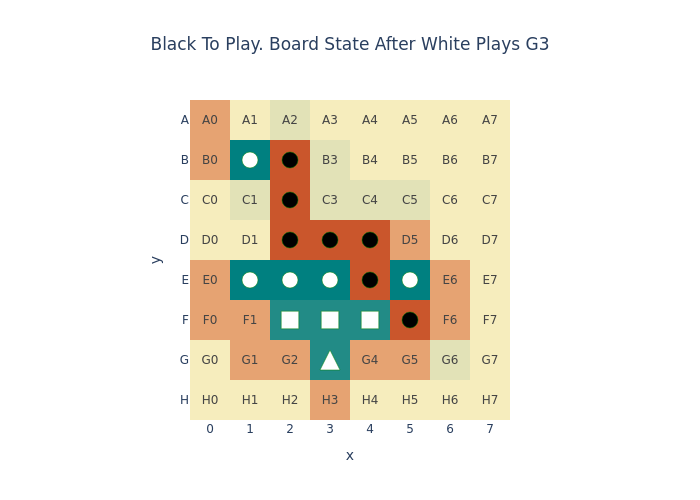 Black To Play. Board State After White Plays G3
A A0 A1 A2 A3 A4 A5 A6 A7
B B0 B3 B4 B5 B6 B7
C C0 C1 C3 C4 C5 C6 C7
D D0 D1 D5 D6 D7
E E0 E6 E7
F F0 F1 F6 F7
G G0 G1 G2 G4 G5 G6 G7
H H0 H1 H2 H3 H4 H5 H6 H7
0 1 2 3 4 5 6 7
x
y